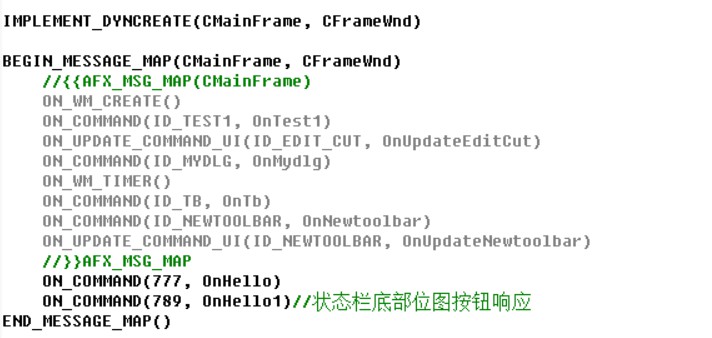 IMPLEMENT_DYNCREATE(CMainFrame, CFrameWnd)
BEGIN_MESSAGE_MAP(CMainFrame, CFrameWnd)
//{{AFX_MSG_MAP(CMainFrame)
ON_WM_CREATE()
ON_COMMAND(ID_TEST1, OnTest1)
ON_UPDATE_COMMAND_UI(ID_EDIT_CUT, OnUpdateEditCut)
ON_COMMAND(ID_MYDLG, OnMydlg)
ON_WM_TIMER()
ON_COMMAND(ID_TB, OnTb)
ON_COMMAND(ID_NEWTOOLBAR, OnNewtoolbar)
ON_UPDATE_COMMAND_UI(ID_NEWTOOLBAR, OnUpdateNewtoolbar)
//}}AFX_MSG_MAP
ON_COMMAND(777, OnHello)
ON_COMMAND(789, OnHello1)//状态栏底部位图按钮响应
END_MESSAGE_MAP()